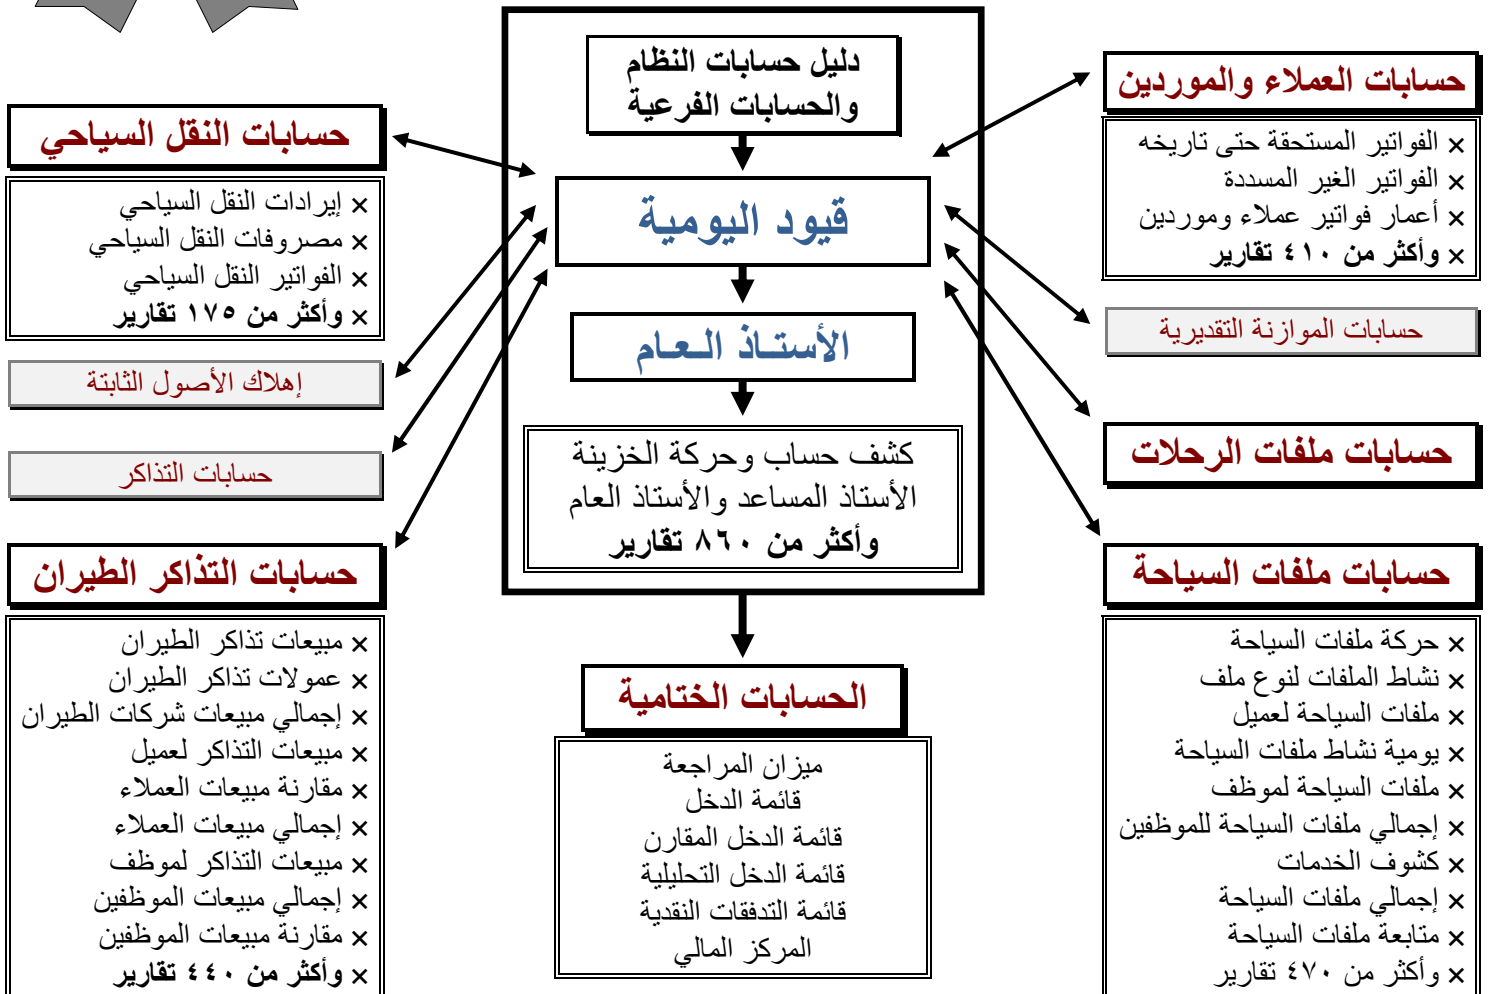 دليل حسابات النظام
والحسابات الفرعية
قيود اليومية
الأستاذ العام
كشف حساب وحركة الخزينة
الأستاذ المساعد والأستاذ العام
وأكثر من ٨٦٠ تقارير
الحسابات الختامية
ميزان المراجعة
قائمة الدخل
قائمة الدخل المقارن
قائمة الدخل التحليلية
قائمة التدفقات النقدية
المركز المالي
حسابات العملاء والموردين
× الفواتير المستحقة حتى تاريخه
× الفواتير الغير المسددة
× أعمار فواتير عملاء وموردين
× وأكثر من ٤١٠ تقارير
حسابات الموازنة التقديرية
حسابات ملفات الرحلات
حسابات ملفات السياحة
× حركة ملفات السياحة
× نشاط الملفات لنوع ملف
× ملفات السياحة لعميل
× يومية نشاط ملفات السياحة
× ملفات السياحة لموظف
× إجمالي ملفات السياحة للموظفين
× كشوف الخدمات
× إجمالي ملفات السياحة
× متابعة ملفات السياحة
× وأكثر من ٤٧٠ تقارير
حسابات النقل السياحي
× إيرادات النقل السياحي
× مصروفات النقل السياحي
× الفواتير النقل السياحي
× وأكثر من ١٧٥ تقارير
إهلاك الأصول الثابتة
حسابات التذاكر
حسابات التذاكر الطيران
× مبيعات تذاكر الطيران
× عمولات تذاكر الطيران
× إجمالي مبيعات شركات الطيران
× مبيعات التذاكر لعميل
× مقارنة مبيعات العملاء
× إجمالي مبيعات العملاء
× مبيعات التذاكر لموظف
× إجمالي مبيعات الموظفين
× مقارنة مبيعات الموظفين
× وأكثر من ٤٤٠ تقارير